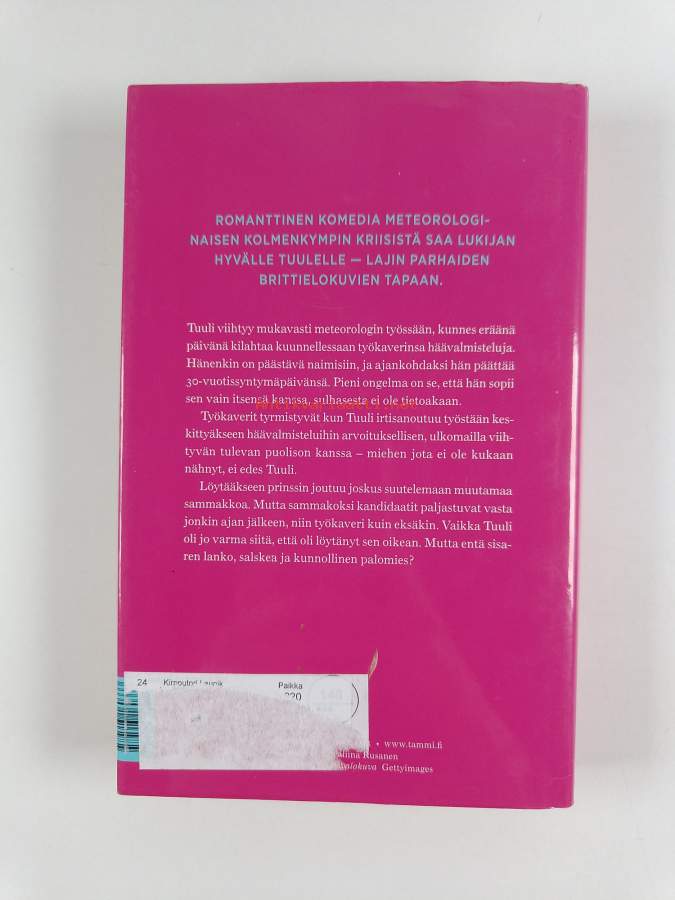 ROMANTTINEN KOMEDIA METEOROLOGI-
NAISEN KOLMENKYMPIN KRIISISTÄ SAA LUKIJAN
HYVÄLLE TUULELLE — LAJIN PARHAIDEN
BRITTIELOKUVIEN TAPAAN.
Tuuli viihtyy mukavasti meteorologin työssään, kunnes eräänä
päivänä kilahtaa kuunnellessaan työkaverinsa häävalmisteluja.
Hänenkin on päästävä naimisiin, ja ajankohdaksi hän päättää
30-vuotissyntymäpäivänsä. Pieni ongelma on se, että hän sopii
sen vain itsensä kanssa, sulhasesta ei ole tietoakaan.
Antikvariaatti.net
Työkaverit tyrmistyvät kun Tuuli irtisanoutuu työstään kes-
kittyäkseen häävalmisteluihin arvoituksellisen, ulkomailla viih-
tyvän tulevan puolison kanssa – miehen jota ei ole kukaan
nähnyt, ei edes Tuuli.
Löytääkseen prinssin joutuu joskus suutelemaan muutamaa
sammakkoa. Mutta sammakoksi kandidaatit paljastuvat vasta
jonkin ajan jälkeen, niin työkaveri kuin eksäkin. Vaikka Tuuli
oli jo varma siitä, että oli löytänyt sen oikean. Mutta entä sisa-
ren lanko, salskea ja kunnollinen palomies?
24
Paikka
• www.tammi.fi
Rusanen
Gettyimages